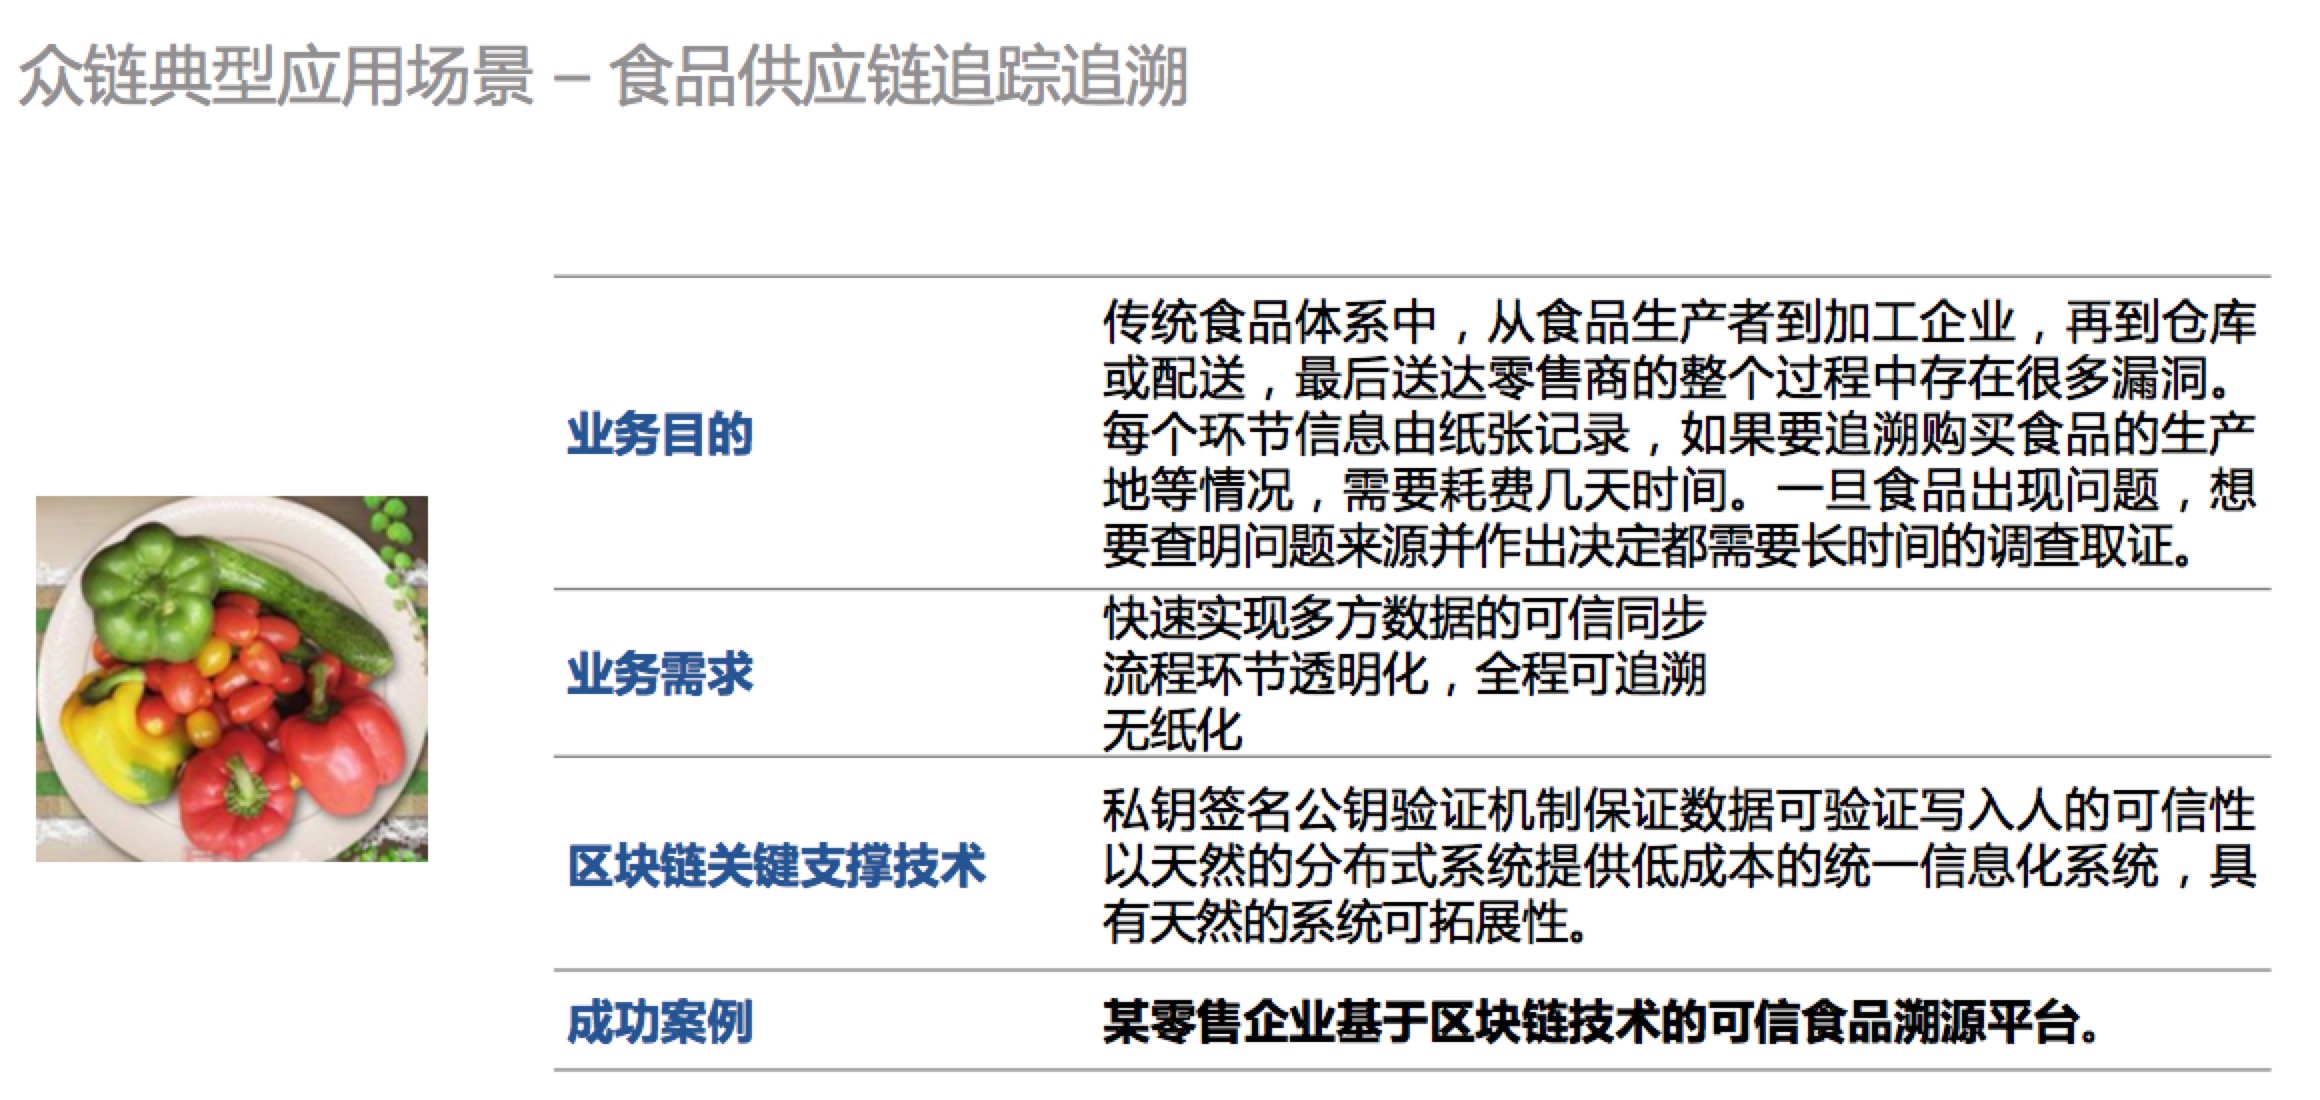 众链典型应用场景 – 食品供应链追踪追溯
业务目的
传统食品体系中，从食品生产者到加工企业，再到仓库
或配送，最后送达零售商的整个过程中存在很多漏洞。
每个环节信息由纸张记录，如果要追溯购买食品的生产
地等情况，需要耗费几天时间。一旦食品出现问题，想
要查明问题来源并作出决定都需要长时间的调查取证。
业务需求
快速实现多方数据的可信同步
流程环节透明化，全程可追溯
无纸化
区块链关键支撑技术
私钥签名公钥验证机制保证数据可验证写入人的可信性
以天然的分布式系统提供低成本的统一信息化系统，具
有天然的系统可拓展性。
成功案例
某零售企业基于区块链技术的可信食品溯源平台。